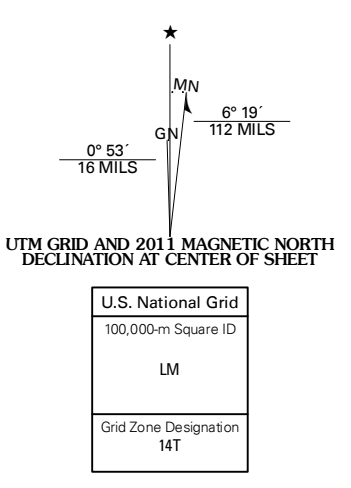 ★
MN
GN
6° 19´
112 MILS
0° 53´
16 MILS
UTM GRID AND 2011 MAGNETIC NORTH
DECLINATION AT CENTER OF SHEET
U.S. National Grid
100,000-m Square ID
LM
Grid Zone Designation
14T